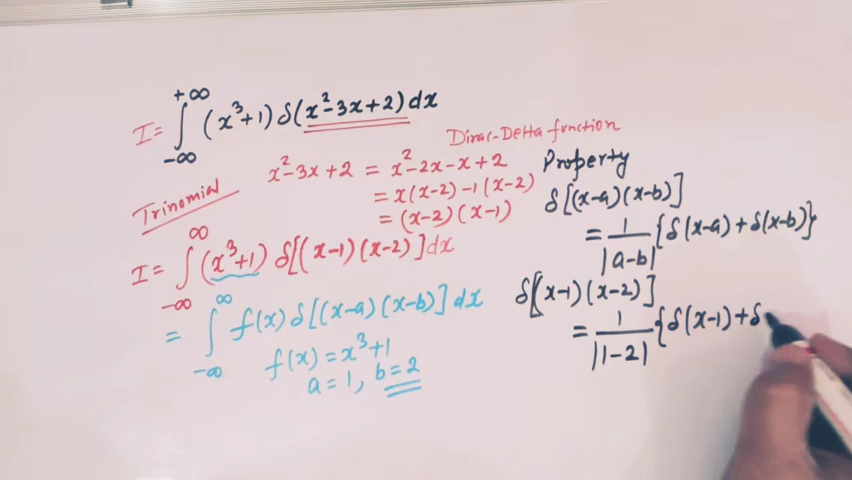 I = ∫_{-∞}^{+∞} (x³+1) δ(x²-3x+2) dx
Dirac-Delta function
Trinomial
x²-3x+2 = x²-2x-x+2
= x(x-2)-1(x-2)
= (x-2)(x-1)
I = ∫_{-∞}^{∞} (x³+1) δ[(x-1)(x-2)] dx
= ∫_{-∞}^{∞} f(x) δ[(x-a)(x-b)] dx
f(x) = x³+1
a = 1, b = 2
Property
δ[(x-a)(x-b)]
= 1/|a-b| {δ(x-a)+δ(x-b)}
δ[(x-1)(x-2)]
= 1/|1-2| {δ(x-1)+δ